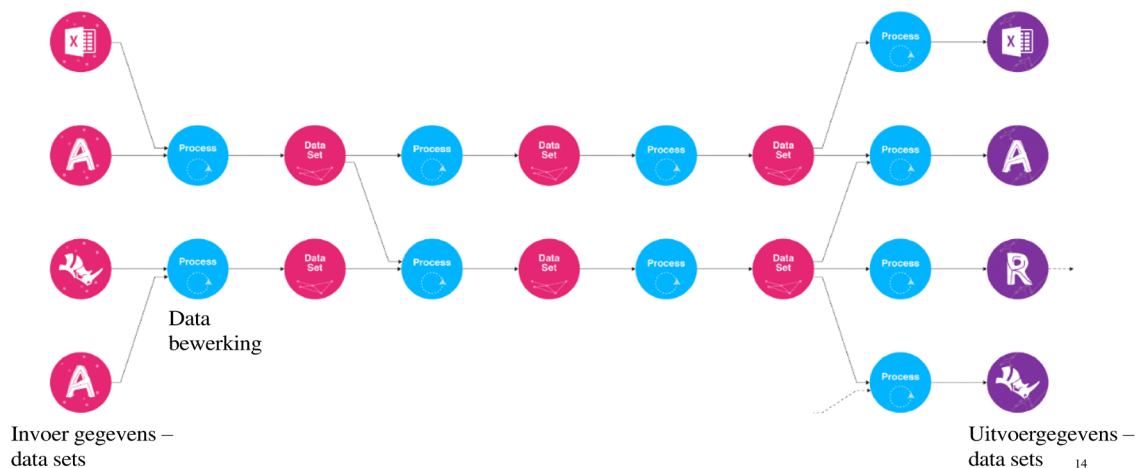 Process
X
X
A
Process
Data
Set
Process
Data
Set
Process
Data
Set
Process
A
Process
Data
Set
Process
Data
Set
Process
Data
Set
Process
R
Data
bewerking
A
Process
Invoer gegevens –
data sets
Uitvoergegevens –
data sets
14